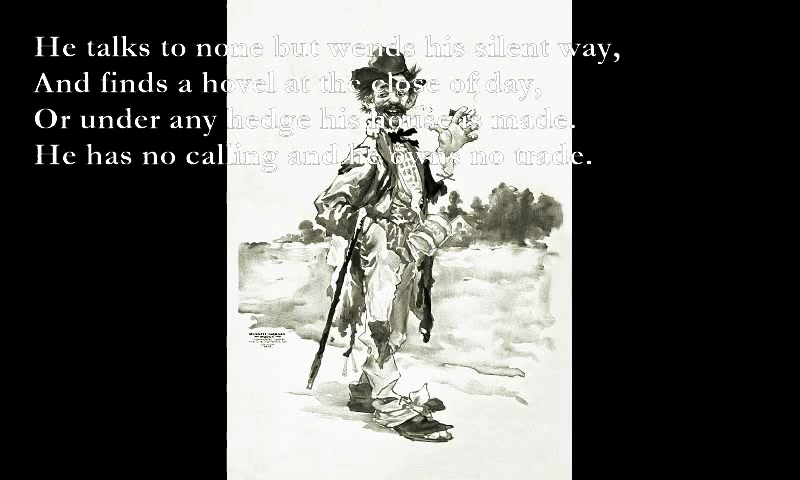 He talks to none but wends his silent way,
And finds a hovel at the close of day,
Or under any hedge his house is made.
He has no calling and he owns no trade.